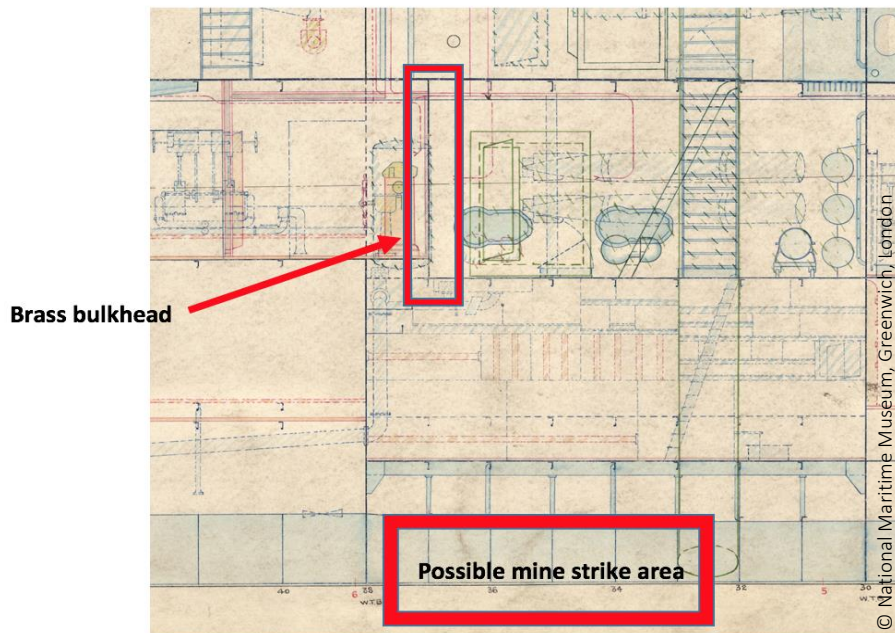 Brass bulkhead
Possible mine strike area
40
38
36
34
32
30
6
5
W.T.B
© National Maritime Museum, Greenwich, London